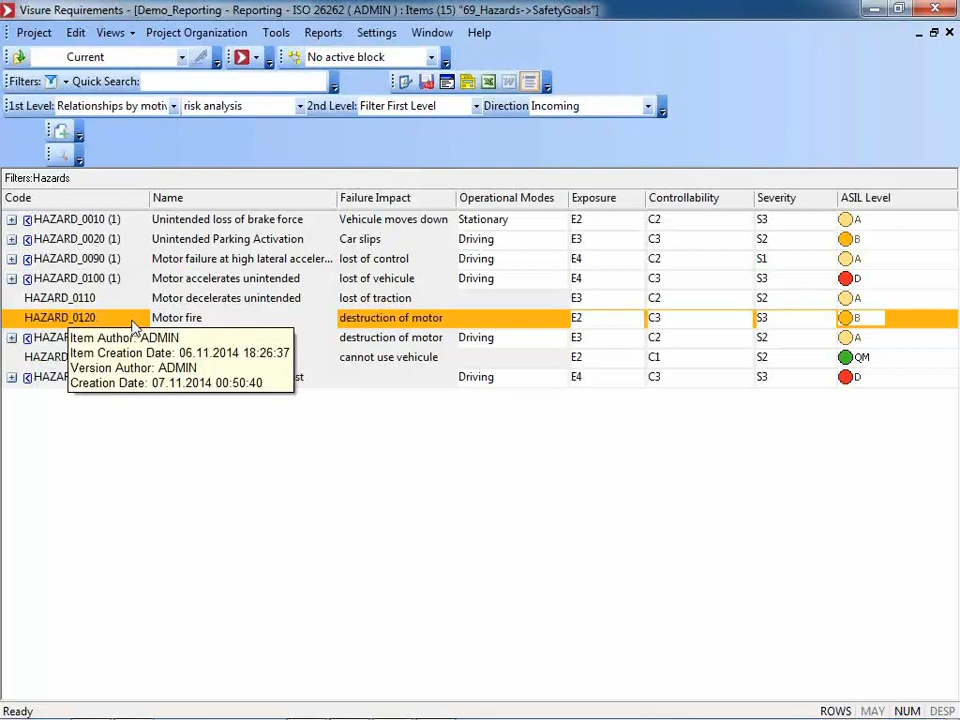 Visure Requirements - [Demo_Reporting - Reporting - ISO 26262 ( ADMIN ) : Items (15) "69_Hazards->SafetyGoals"]
Project Edit Views Project Organization Tools Reports Settings Window Help
Current No active block
Filters: Quick Search:
1st Level: Relationships by motiv risk analysis 2nd Level: Filter First Level Direction Incoming
Filters:Hazards
Code Name Failure Impact Operational Modes Exposure Controllability Severity ASIL Level
HAZARD_0010 (1) Unintended loss of brake force Vehicule moves down Stationary E2 C2 S3 A
HAZARD_0020 (1) Unintended Parking Activation Car slips Driving E3 C3 S2 B
HAZARD_0090 (1) Motor failure at high lateral acceler... lost of control Driving E4 C2 S1 A
HAZARD_0100 (1) Motor accelerates unintended lost of vehicule Driving E4 C3 S3 D
HAZARD_0110 Motor decelerates unintended lost of traction E3 C2 S2 A
HAZARD_0120 Motor fire destruction of motor E2 C3 S3 B
HAZA destruction of motor Driving E3 C2 S2 A
HAZARD cannot use vehicule E2 C1 S2 QM
HAZA st Driving E4 C3 S3 D
Item Author: ADMIN
Item Creation Date: 06.11.2014 18:26:37
Version Author: ADMIN
Creation Date: 07.11.2014 00:50:40
Ready ROWS MAY NUM DESP